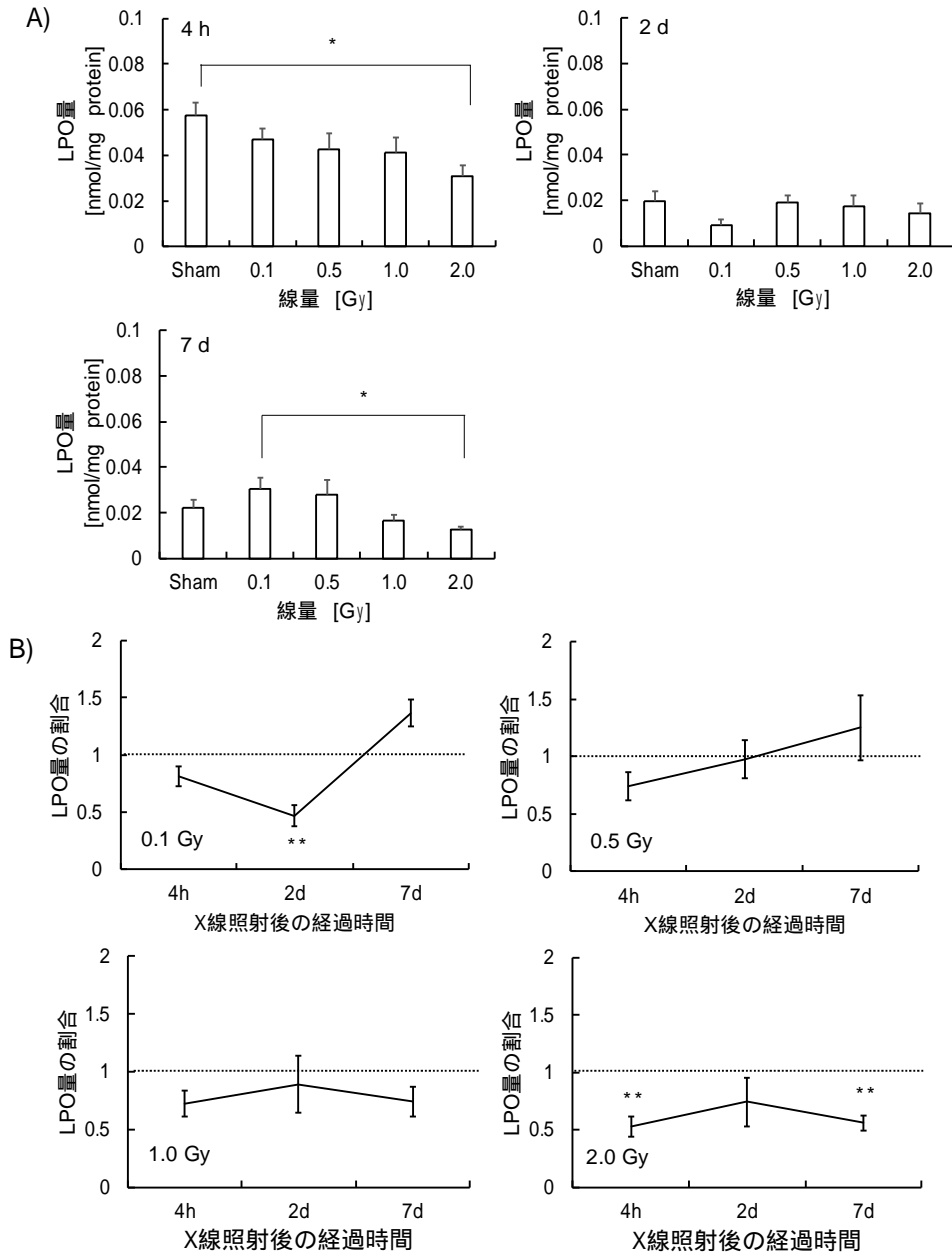 A)
4 h
*
LPO量
[nmol/mg protein]
0.1
0.08
0.06
0.04
0.02
0
Sham 0.1 0.5 1.0 2.0
線量 [Gy]
2 d
LPO量
[nmol/mg protein]
0.1
0.08
0.06
0.04
0.02
0
Sham 0.1 0.5 1.0 2.0
線量 [Gy]
7 d
*
LPO量
[nmol/mg protein]
0.1
0.08
0.06
0.04
0.02
0
Sham 0.1 0.5 1.0 2.0
線量 [Gy]
B)
LPO量の割合
2
1.5
1
0.5
0
0.1 Gy
**
4h 2d 7d
X線照射後の経過時間
LPO量の割合
2
1.5
1
0.5
0
0.5 Gy
4h 2d 7d
X線照射後の経過時間
LPO量の割合
2
1.5
1
0.5
0
1.0 Gy
4h 2d 7d
X線照射後の経過時間
LPO量の割合
2
1.5
1
0.5
0
** **
2.0 Gy
4h 2d 7d
X線照射後の経過時間